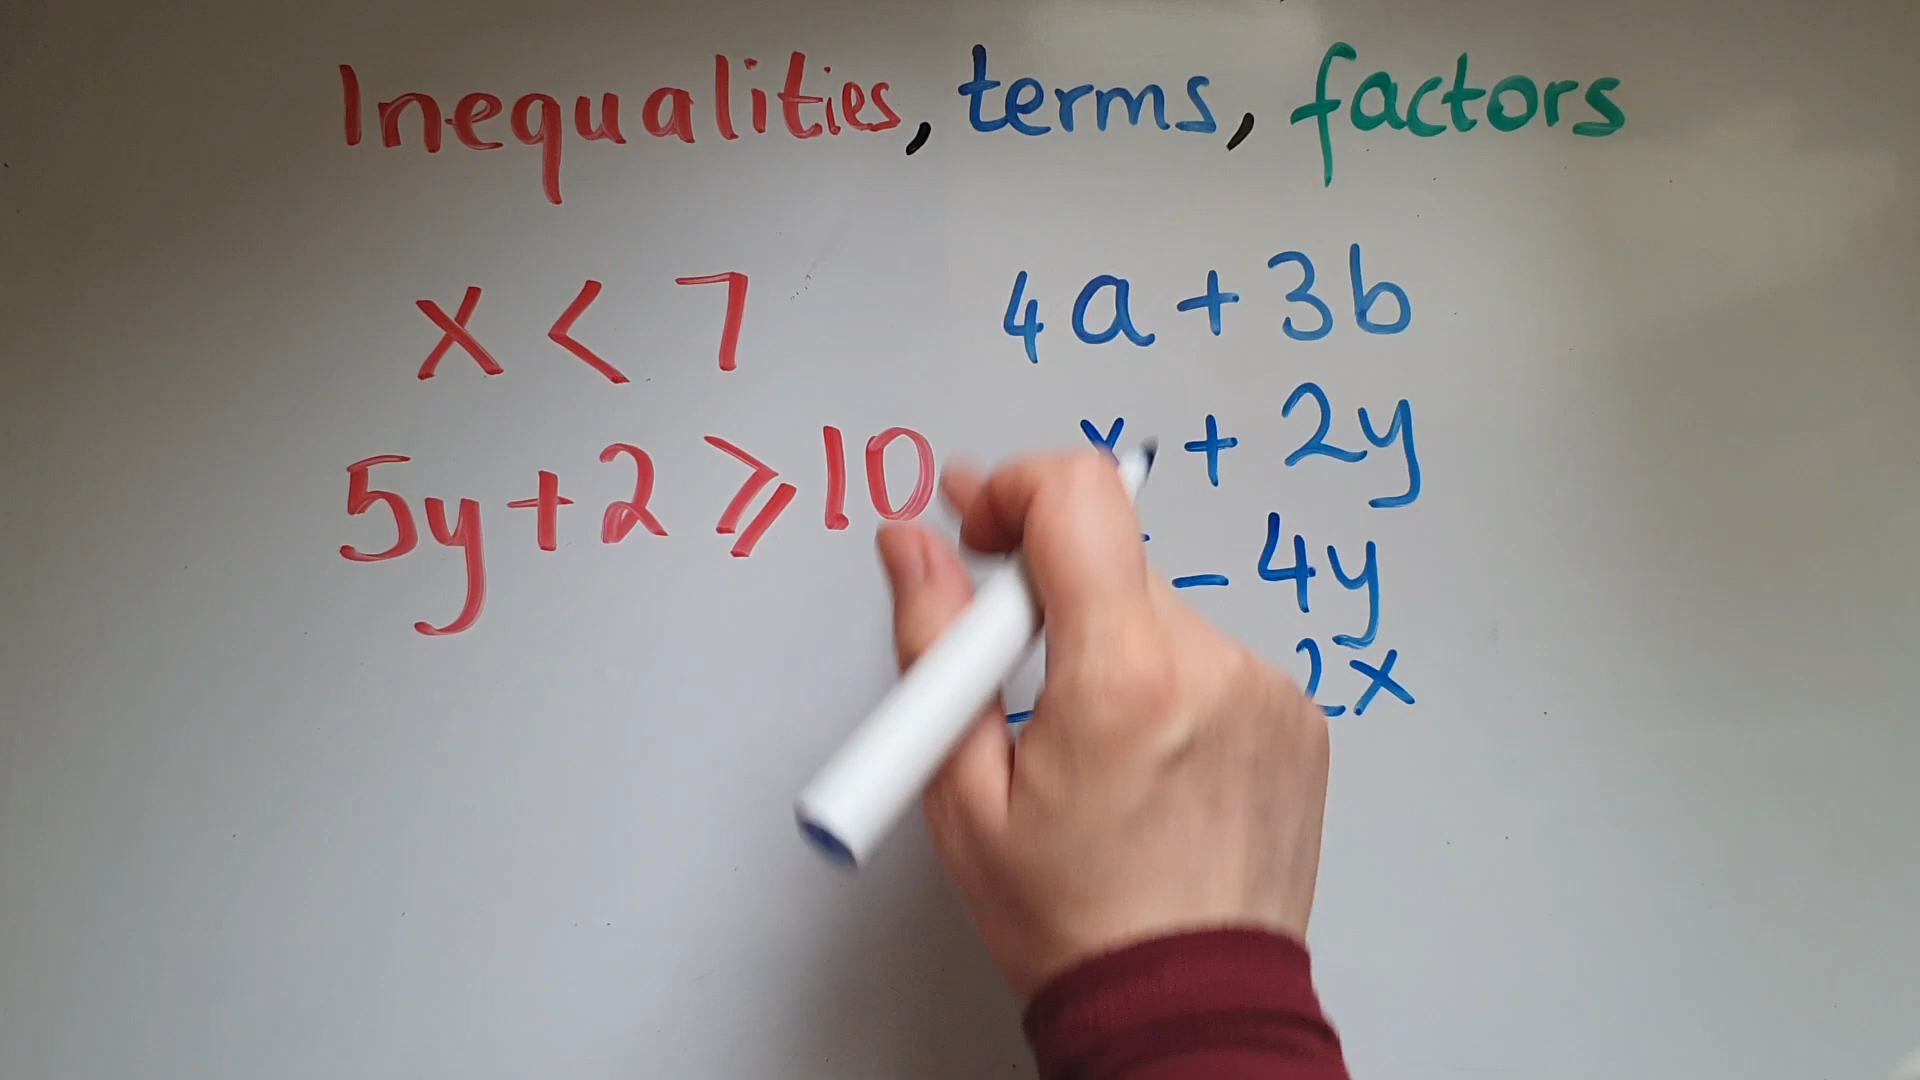 Inequalities, terms, factors
x < 7
5y + 2 ⩾ 10
4a + 3b
x + 2y
- 4y
2x